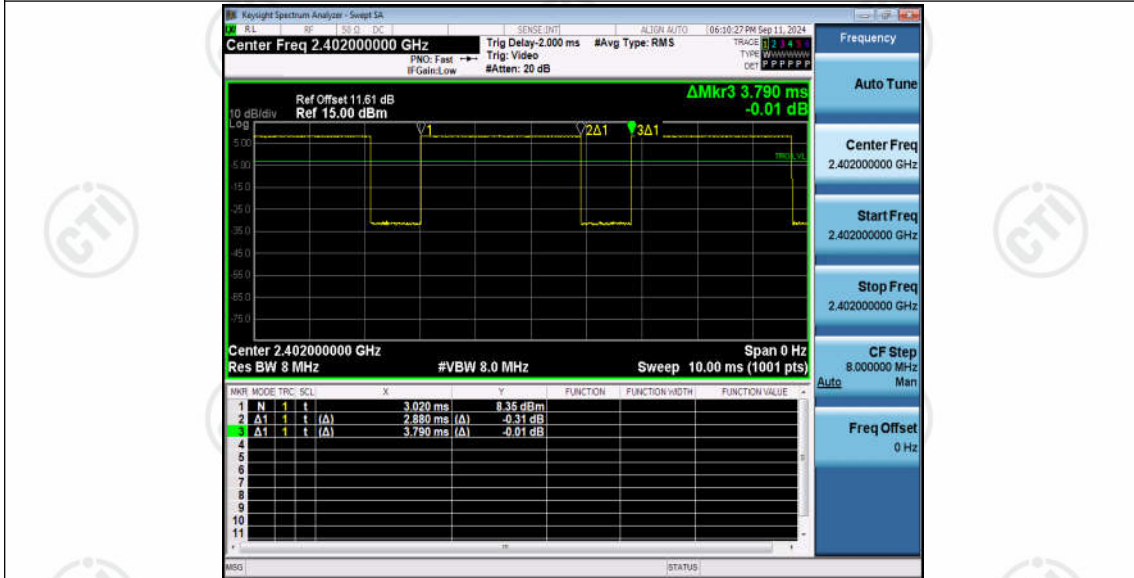 Keysight Spectrum Analyzer - Swept SA
RL RF 50 Ω DC SENSE:INT ALIGN AUTO 06:10:27 PM Sep 11, 2024
Center Freq 2.402000000 GHz
PNO: Fast
IFGain:Low
Trig Delay-2.000 ms
Trig: Video
#Atten: 20 dB
#Avg Type: RMS
TRACE 1 2 3 4 5 6
TYPE WWWWWW
DET P P P P P P
Frequency
Auto Tune
Center Freq
2.402000000 GHz
Start Freq
2.402000000 GHz
Stop Freq
2.402000000 GHz
CF Step
8.000000 MHz
Auto Man
Freq Offset
0 Hz
ΔMkr3 3.790 ms
-0.01 dB
Ref Offset 11.61 dB
10 dB/div Ref 15.00 dBm
Log
1 2Δ1 3Δ1
5.00
-5.00
TRIG LVL
-15.0
-25.0
-35.0
-45.0
-55.0
-65.0
-75.0
Center 2.402000000 GHz Span 0 Hz
Res BW 8 MHz #VBW 8.0 MHz Sweep 10.00 ms (1001 pts)
MKR MODE TRC SCL X Y FUNCTION FUNCTION WIDTH FUNCTION VALUE
1 N 1 t 3.020 ms 8.35 dBm
2 Δ1 1 t (Δ) 2.880 ms (Δ) -0.31 dB
3 Δ1 1 t (Δ) 3.790 ms (Δ) -0.01 dB
4
5
6
7
8
9
10
11
MSG STATUS
CTI
CTI